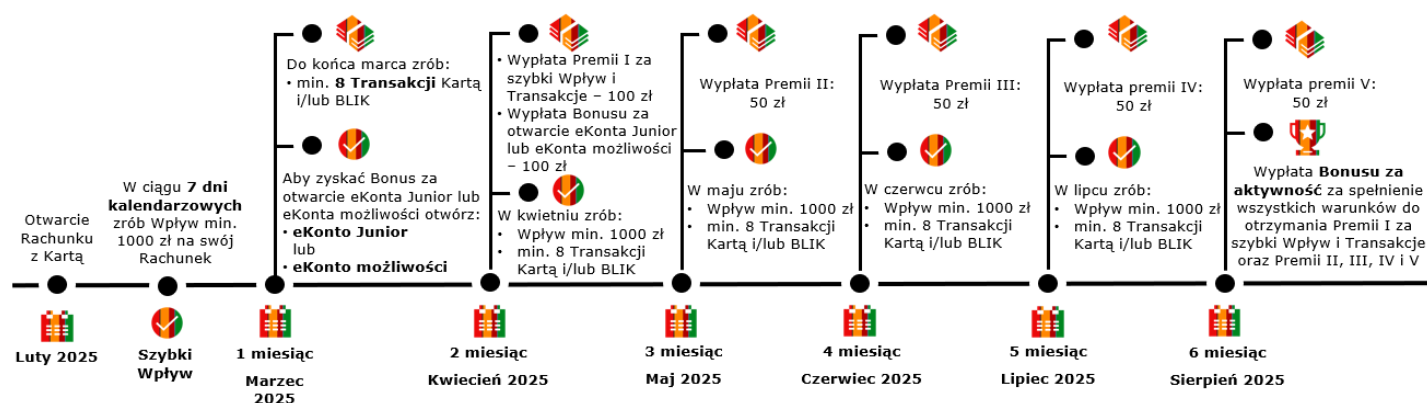 Otwarcie
Rachunku
z Kartą
Luty 2025
W ciągu 7 dni
kalendarzowych
zrób Wpływ min.
1000 zł na swój
Rachunek
Szybki
Wpływ
Do końca marca zrób:
• min. 8 Transakcji Kartą
i/lub BLIK
Aby zyskać Bonus za
otwarcie eKonta Junior lub
eKonta możliwości otwórz:
• eKonto Junior
lub
• eKonto możliwości
1 miesiąc
Marzec
2025
• Wypłata Premii I za
szybki Wpływ i
Transakcje – 100 zł
• Wypłata Bonusu za
otwarcie eKonta Junior
lub eKonta możliwości
– 100 zł
W kwietniu zrób:
• Wpływ min. 1000 zł
• min. 8 Transakcji
Kartą i/lub BLIK
2 miesiąc
Kwiecień 2025
Wypłata Premii II:
50 zł
W maju zrób:
• Wpływ min. 1000 zł
• min. 8 Transakcji
Kartą i/lub BLIK
3 miesiąc
Maj 2025
Wypłata Premii III:
50 zł
W czerwcu zrób:
• Wpływ min. 1000 zł
• min. 8 Transakcji
Kartą i/lub BLIK
4 miesiąc
Czerwiec 2025
Wypłata premii IV:
50 zł
W lipcu zrób:
• Wpływ min. 1000 zł
• min. 8 Transakcji
Kartą i/lub BLIK
5 miesiąc
Lipiec 2025
Wypłata premii V:
50 zł
Wypłata Bonusu za
aktywność za spełnienie
wszystkich warunków do
otrzymania Premii I za
szybki Wpływ i Transakcje
oraz Premii II, III, IV i V
6 miesiąc
Sierpień 2025